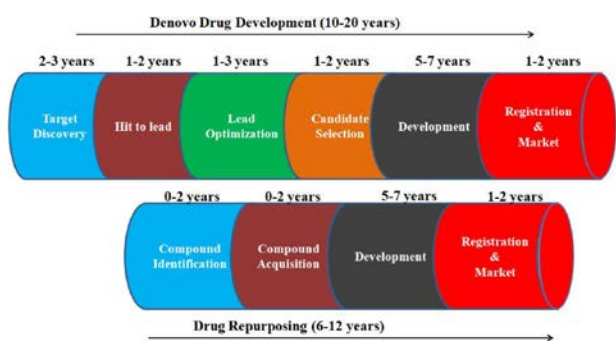 Denovo Drug Development (10-20 years)
2-3 years 1-2 years 1-3 years 1-2 years 5-7 years 1-2 years
Target
Discovery
Hit to lead
Lead
Optimization
Candidate
Selection
Development
Registration
&
Market
0-2 years 0-2 years 5-7 years 1-2 years
Compound
Identification
Compound
Acquisition
Development
Registration
&
Market
Drug Repurposing (6-12 years)